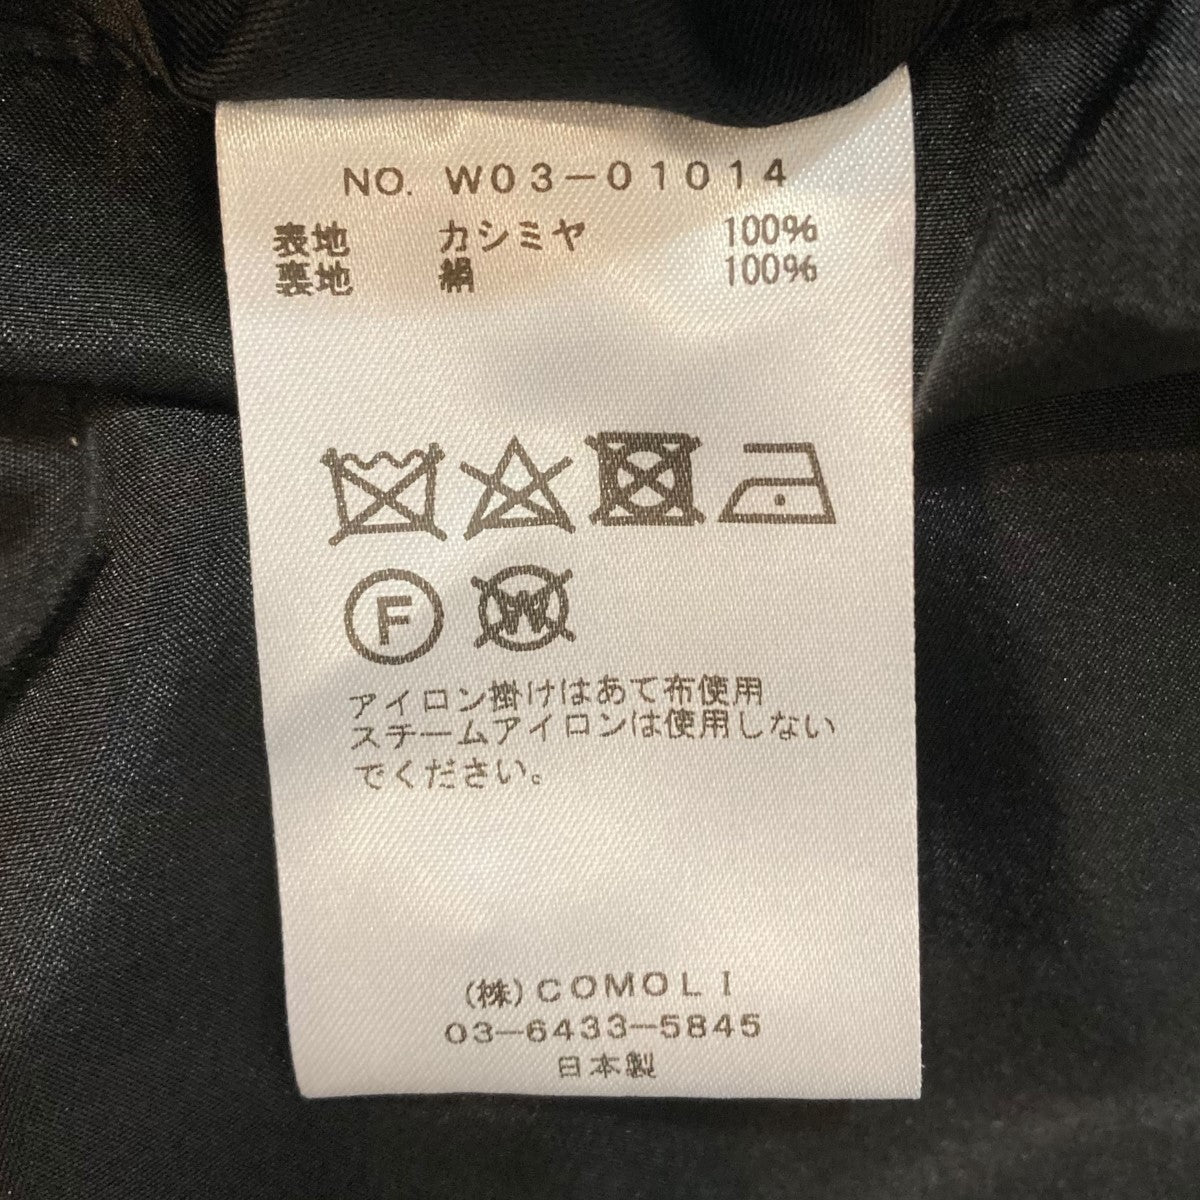 NO. W03-01014
表地 カシミヤ 100%
裏地 絹 100%
F W
アイロン掛けはあて布使用
スチームアイロンは使用しない
でください。
(株)COMOLI
03-6433-5845
日本製